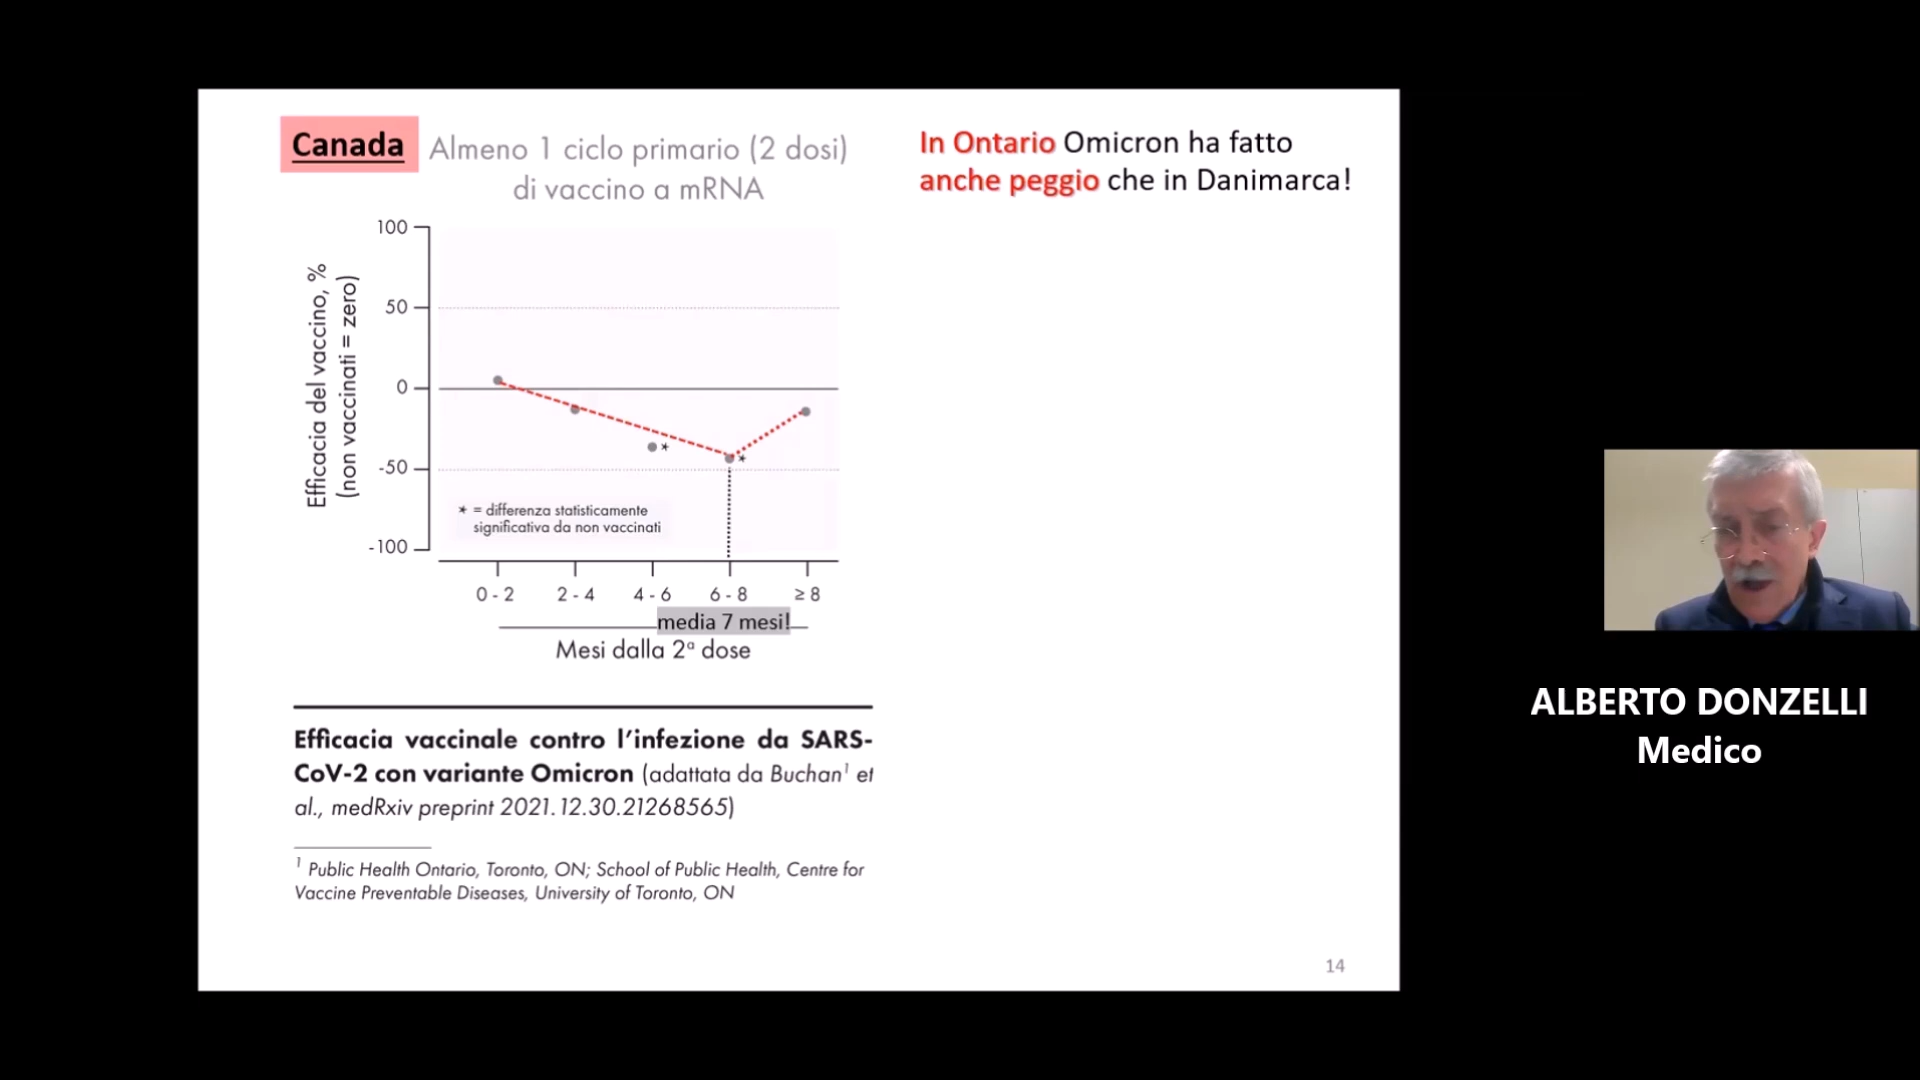 Canada Almeno 1 ciclo primario (2 dosi)
di vaccino a mRNA
In Ontario Omicron ha fatto
anche peggio che in Danimarca!
Efficacia del vaccino, %
(non vaccinati = zero)
100
50
0
-50
-100
*
*
* = differenza statisticamente
significativa da non vaccinati
0 - 2 2 - 4 4 - 6 6 - 8 ≥ 8
media 7 mesi!
Mesi dalla 2ª dose
Efficacia vaccinale contro l’infezione da SARS-
CoV-2 con variante Omicron (adattata da Buchan¹ et
al., medRxiv preprint 2021.12.30.21268565)
¹ Public Health Ontario, Toronto, ON; School of Public Health, Centre for
Vaccine Preventable Diseases, University of Toronto, ON
14
ALBERTO DONZELLI
Medico